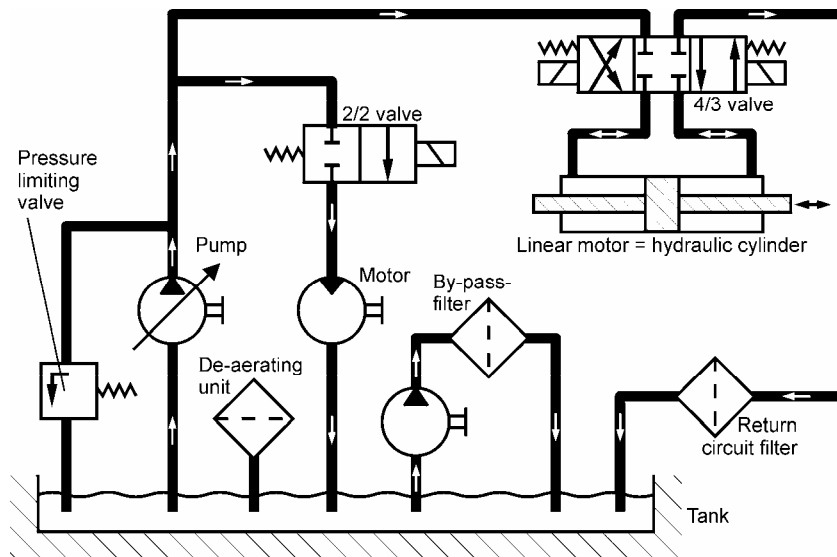 2/2 valve
4/3 valve
Pressure
limiting
valve
Pump
Motor
Linear motor = hydraulic cylinder
By-pass-
filter
De-aerating
unit
Return
circuit filter
Tank